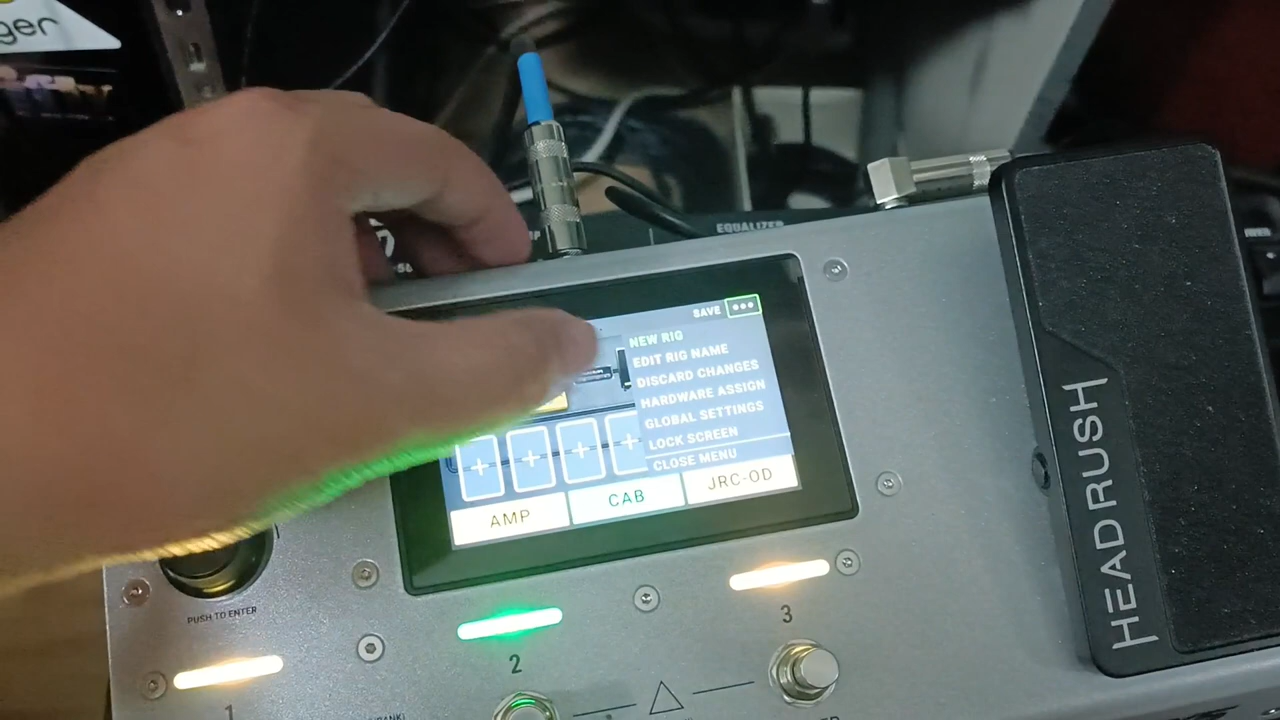 ger
EQUALIZER
SAVE
NEW RIG
EDIT RIG NAME
DISCARD CHANGES
HARDWARE ASSIGN
GLOBAL SETTINGS
LOCK SCREEN
CLOSE MENU
AMP
CAB
JRC-OD
PUSH TO ENTER
1
2
3
HEADRUSH